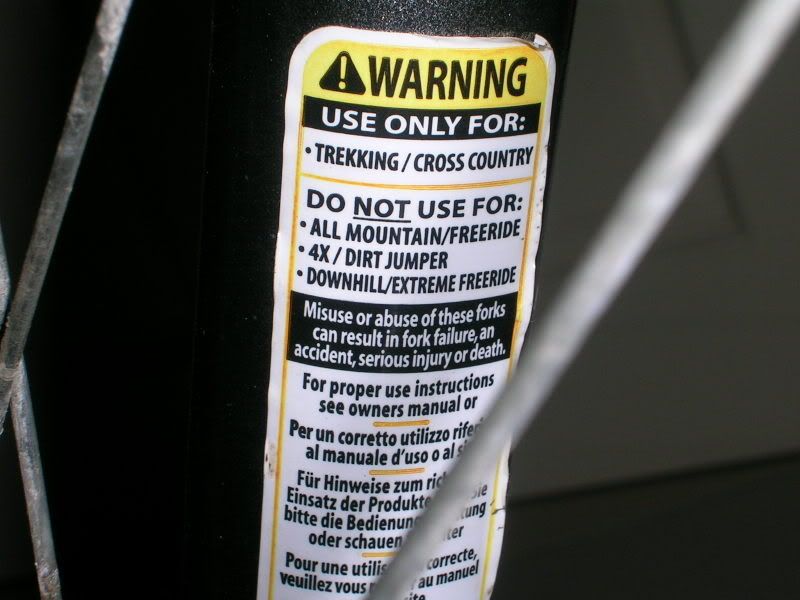 WARNING
USE ONLY FOR:
• TREKKING / CROSS COUNTRY
DO NOT USE FOR:
• ALL MOUNTAIN/FREERIDE
• 4X / DIRT JUMPER
• DOWNHILL/EXTREME FREERIDE
Misuse or abuse of these forks
can result in fork failure, an
accident, serious injury or death.
For proper use instructions
see owners manual or
Per un corretto utilizzo
al manuale d'uso o al
Für Hinweise zum
Einsatz der Produkte
bitte die
oder schauen
Pour une correcte,
veuillez au manuel